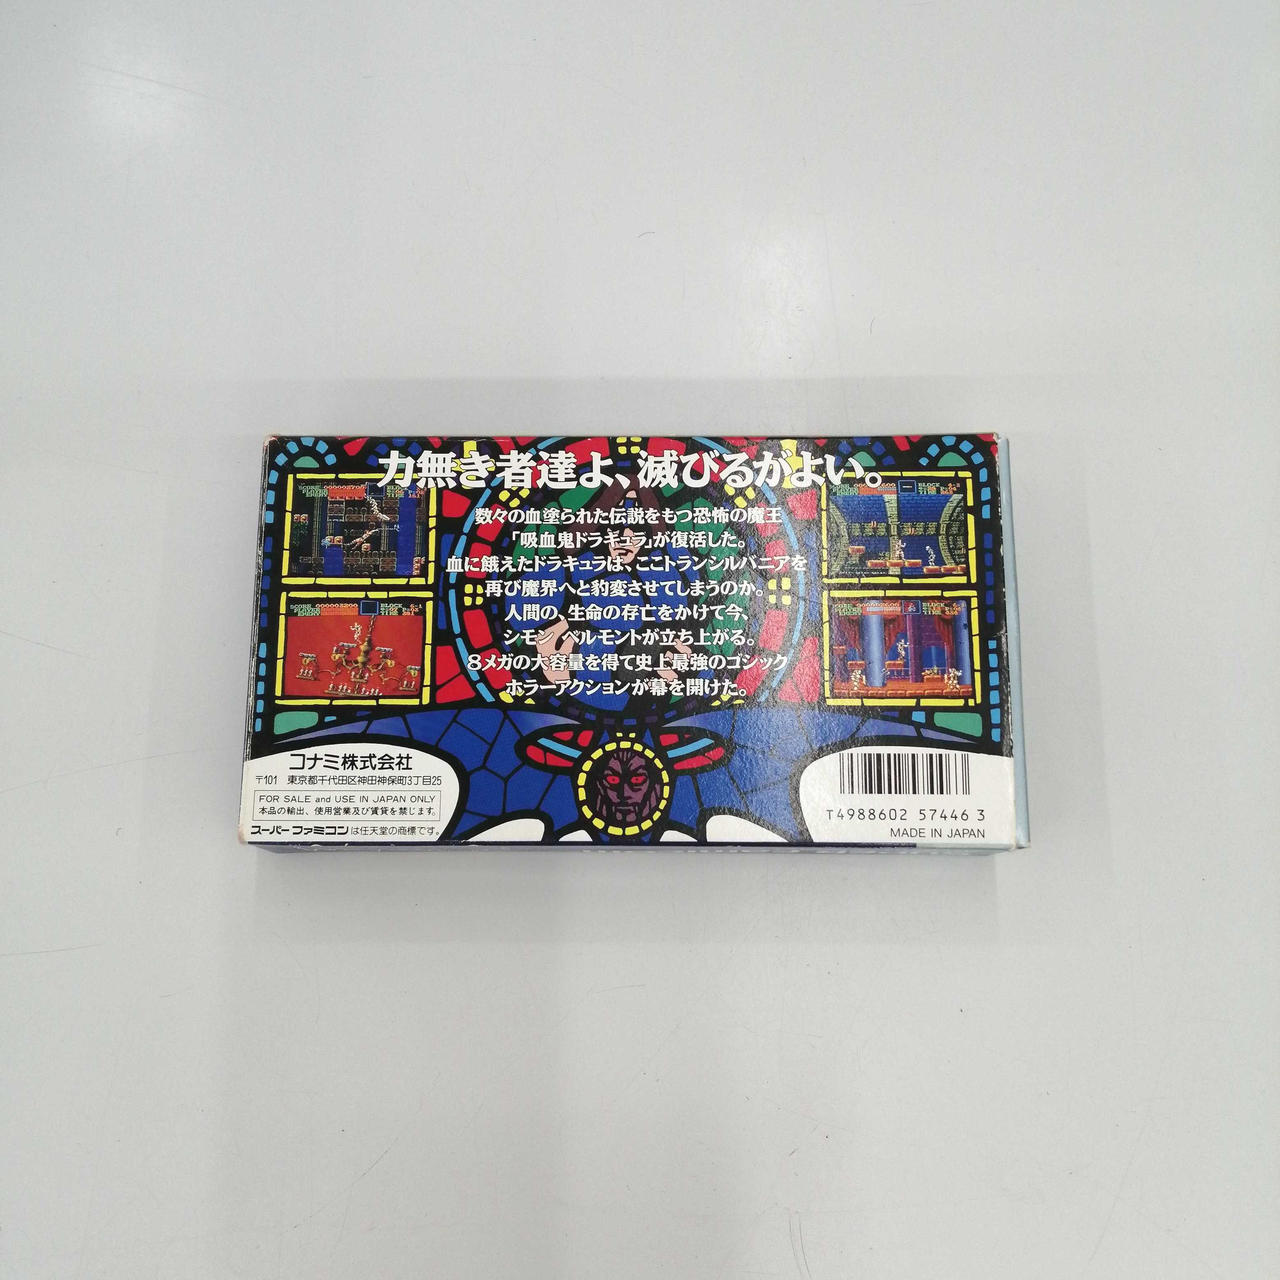 力無き者達よ、滅びるがよい。
数々の血塗られた伝説をもつ恐怖の魔王
「吸血鬼ドラキュラ」が復活した。
血に餓えたドラキュラは、ここトランシルバニアを
再び魔界へと豹変させてしまうのか。
人間の、生命の存亡をかけて今、
シモン ベルモントが立ち上がる。
8メガの大容量を得て史上最強のゴシック
ホラーアクションが幕を開けた。
コナミ株式会社
〒101 東京都千代田区神田神保町3丁目25
FOR SALE and USE IN JAPAN ONLY
本品の輸出、使用営業及び賃貸を禁じます。
スーパーファミコンは任天堂の商標です。
T4988602 57446 3
MADE IN JAPAN